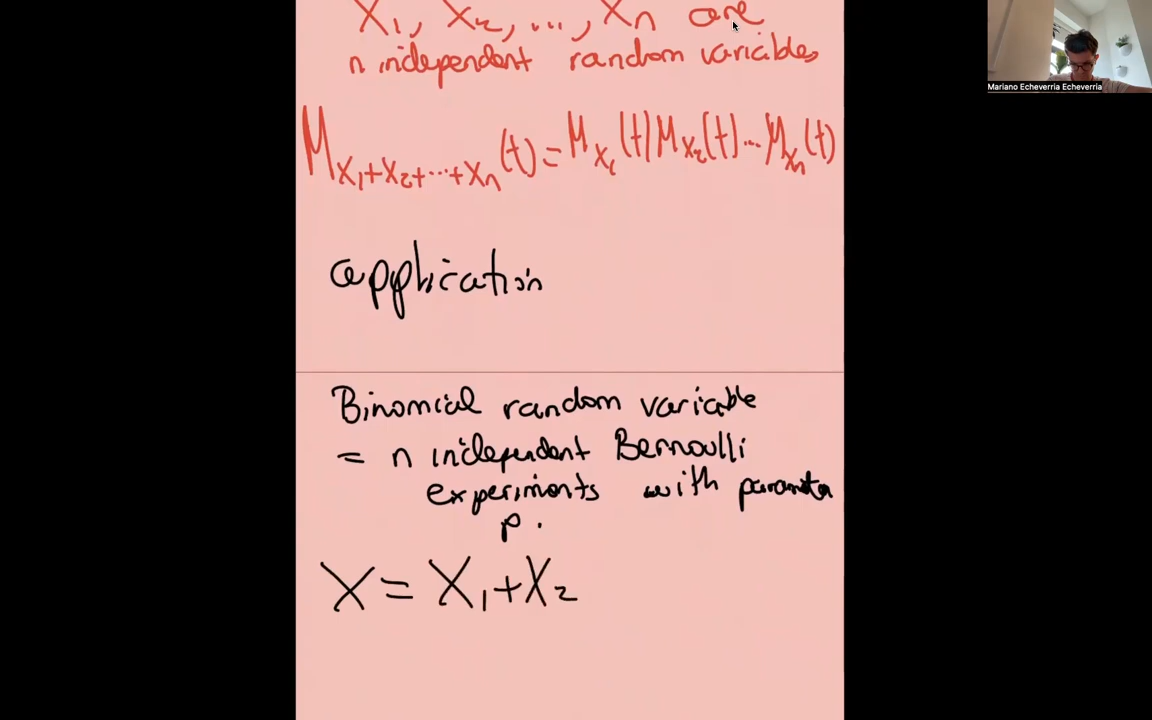 X₁, X₂, ..., Xn are
n independent random variables
M_{X₁+X₂+...+Xn}(t) = M_{X₁}(t) M_{X₂}(t) ... M_{Xn}(t)
application
Binomial random variable
= n independent Bernoulli
experiments with parameter
p.
X = X₁ + X₂
Mariano Echeverria Echeverria